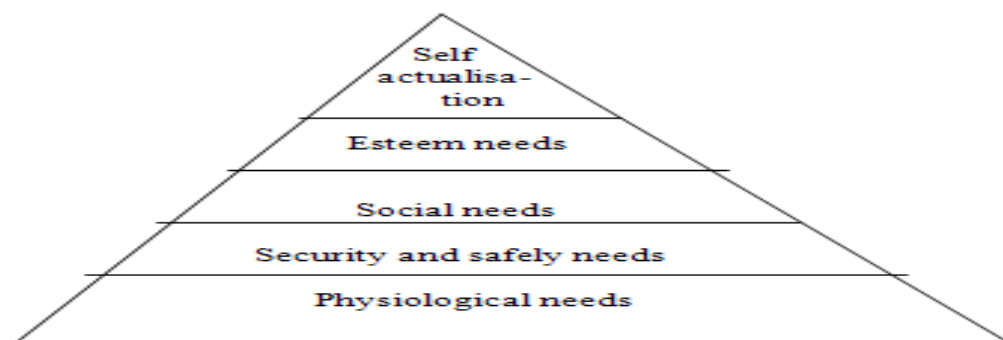 Self
actualisa-
tion
Esteem needs
Social needs
Security and safely needs
Physiological needs